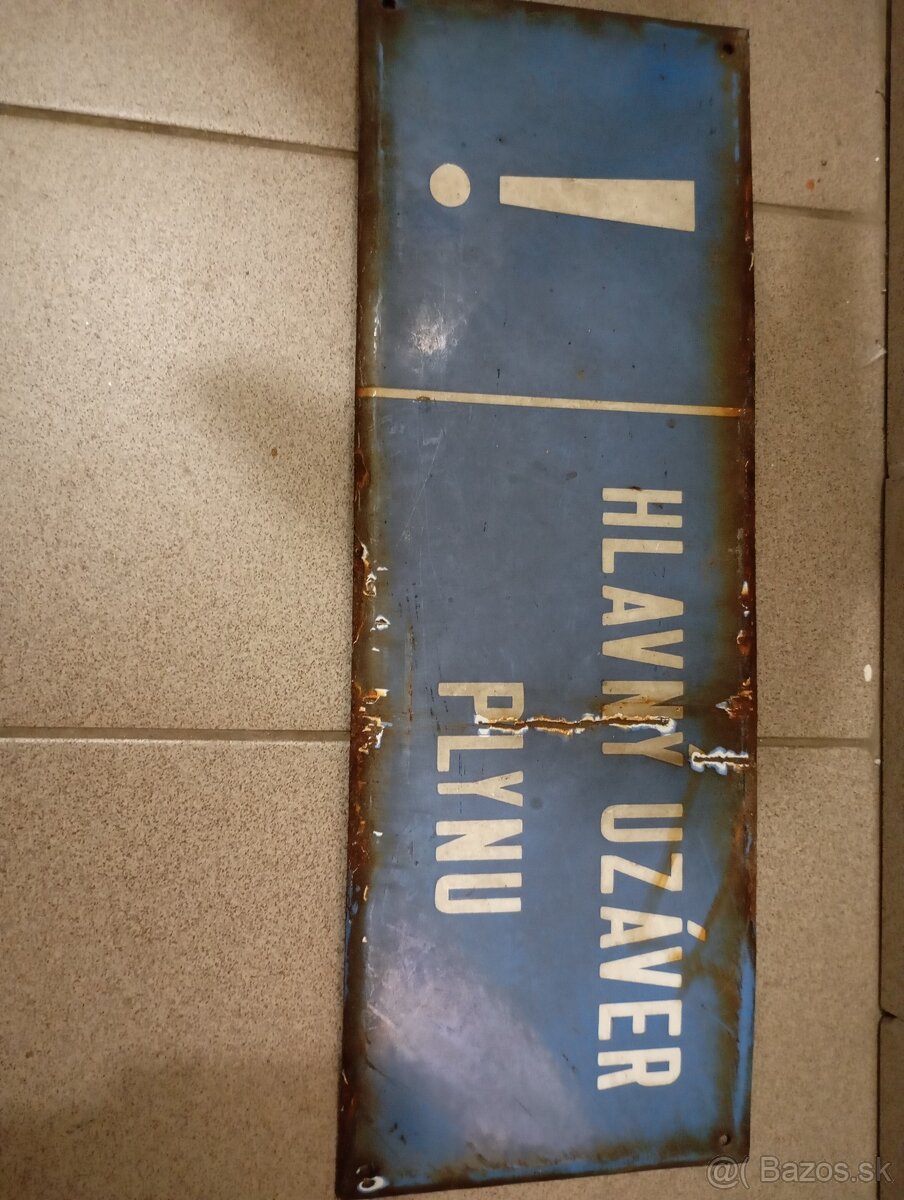 !
HLAVNÝ UZÁVER
PLYNU
@( Bazos.sk